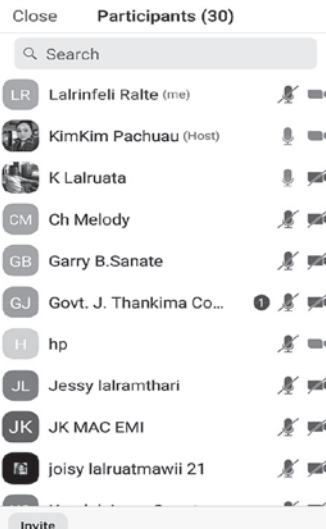 Close Participants (30)
Search
LR Lalrinfeli Ralte (me)
KimKim Pachuau (Host)
K Lalruata
CM Ch Melody
GB Garry B.Sanate
GJ Govt. J. Thankima Co... 1
H hp
JL Jessy lalramthari
JK JK MAC EMI
joisy lalruatmawii 21
Invite